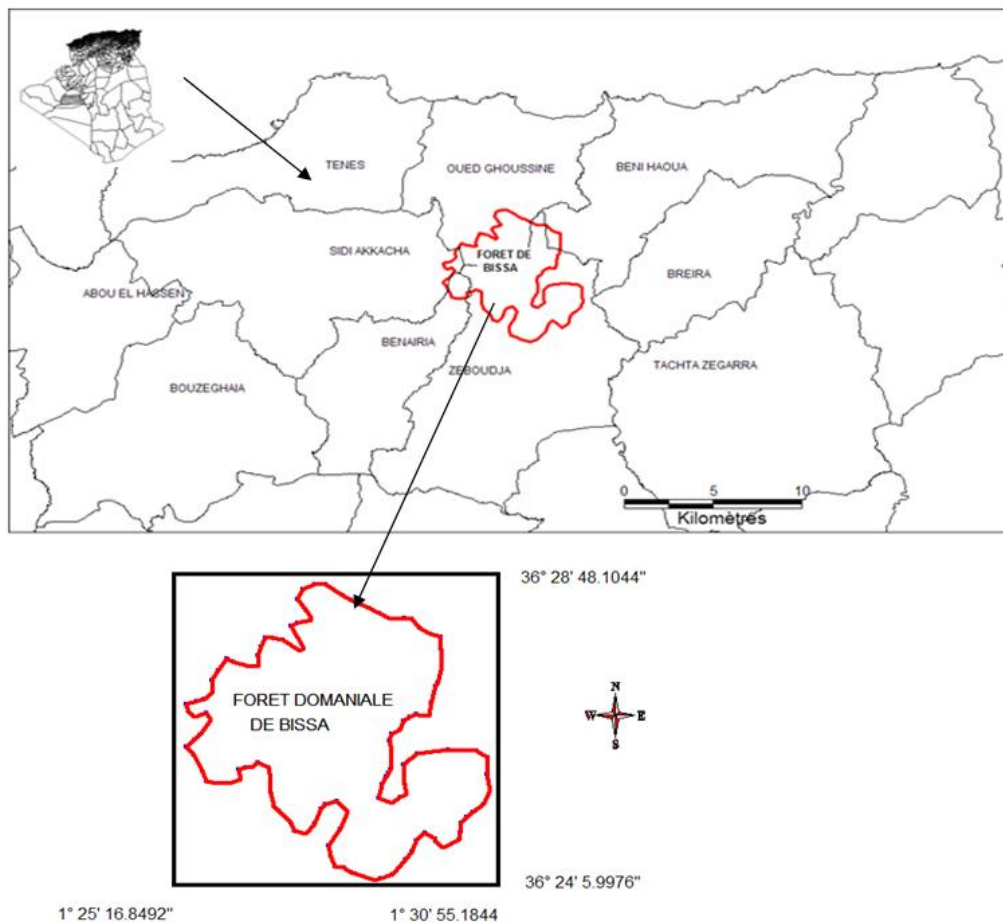 TENES
OUED GHOUSSINE
BENI HAOUA
SIDI AKKACHA
FORET DE
BISSA
BREIRA
ABOU EL HASSEN
BENAIRIA
ZEBOUDJA
TACHTA ZEGARRA
BOUZEGHAIA
0 5 10
Kilomètres
36° 28' 48.1044"
FORET DOMANIALE
DE BISSA
N
W E
S
36° 24' 5.9976"
1° 25' 16.8492" 1° 30' 55.1844